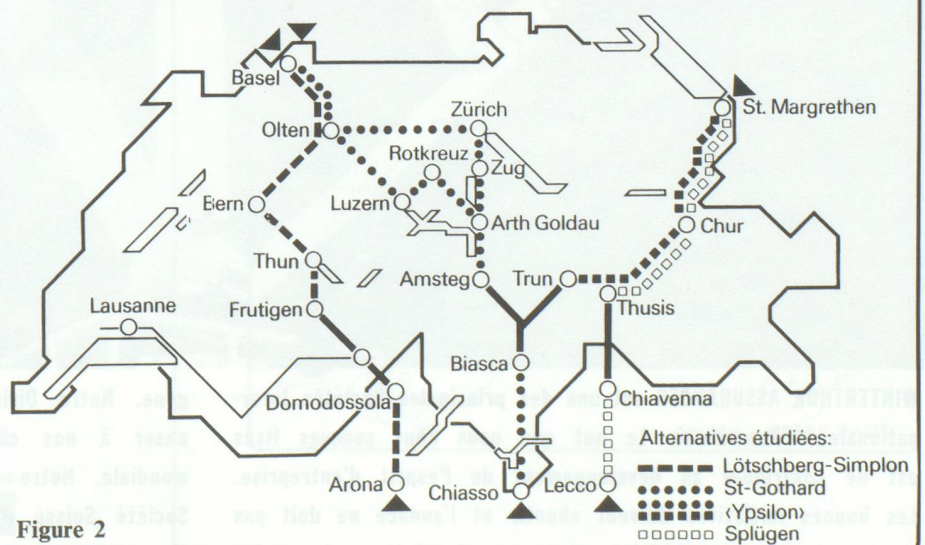 Basel
St. Margrethen
Olten
Zürich
Rotkreuz
Zug
Bern
Luzern
Arth Goldau
Chur
Thun
Amsteg
Trun
Lausanne
Frutigen
Thusis
Biasca
Domodossola
Chiavenna
Alternatives étudiées:
Lötschberg-Simplon
St-Gothard
‹Ypsilon›
Splügen
Arona
Chiasso
Lecco
Figure 2